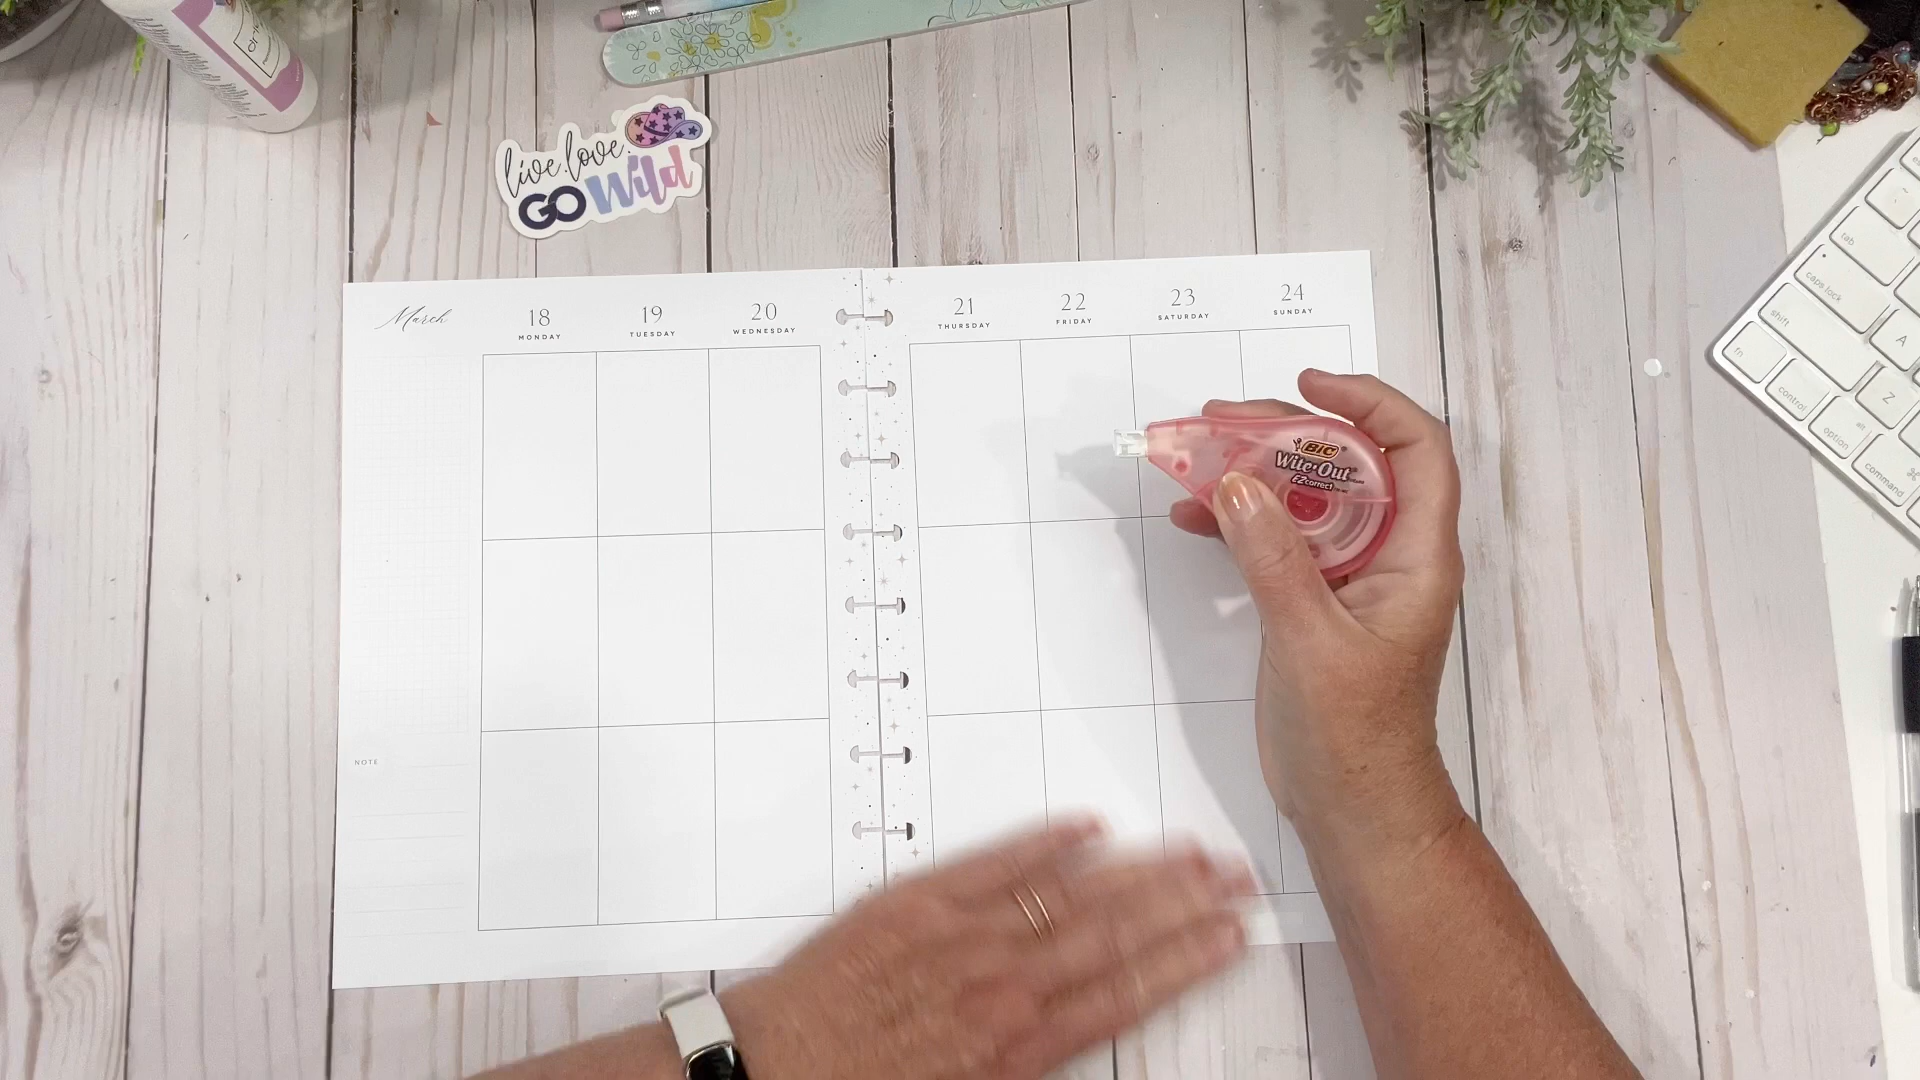 live.love.
GO Wild
March
18
MONDAY
19
TUESDAY
20
WEDNESDAY
21
THURSDAY
22
FRIDAY
23
SATURDAY
24
SUNDAY
NOTE
BIC
Wite•Out
EZcorrect
tab
caps lock
shift
fn
control
alt
option
command
A
Z